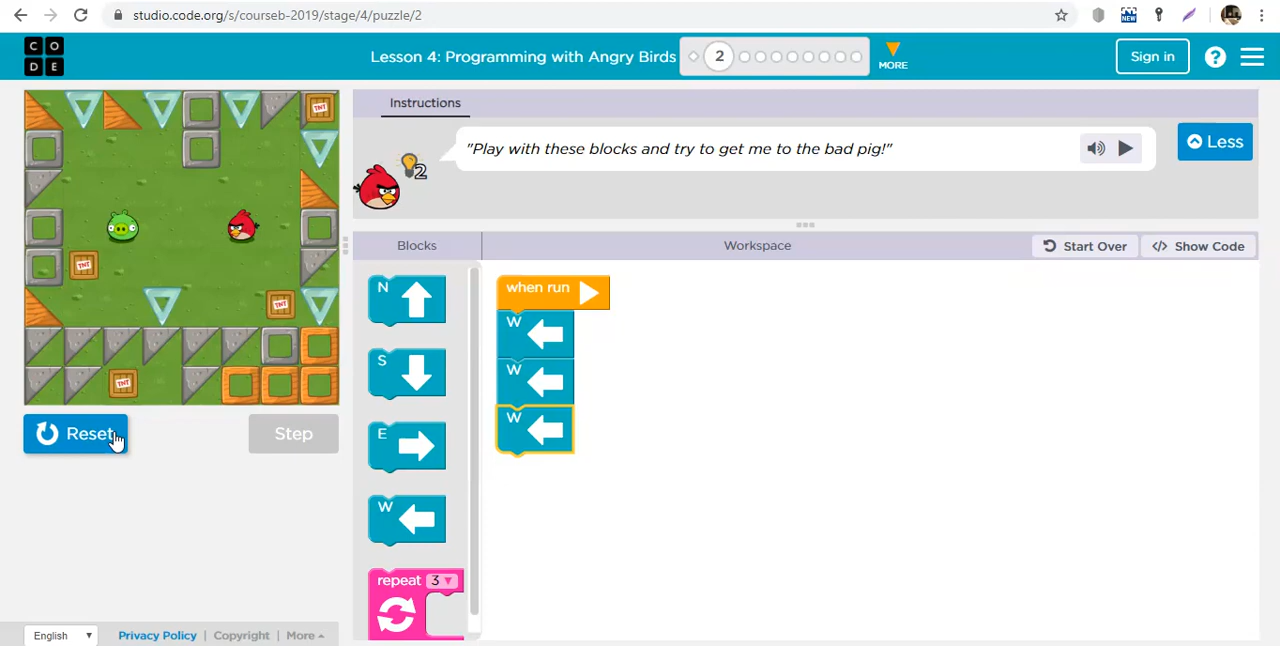 studio.code.org/s/courseb-2019/stage/4/puzzle/2
NEW
C O
D E
Lesson 4: Programming with Angry Birds
2
MORE
Sign in
?
TNT
Instructions
2
"Play with these blocks and try to get me to the bad pig!"
Less
Blocks
Workspace
Start Over
</> Show Code
TNT
TNT
TNT
N
S
E
W
repeat 3
when run
W
W
W
Reset
Step
English
Privacy Policy | Copyright | More